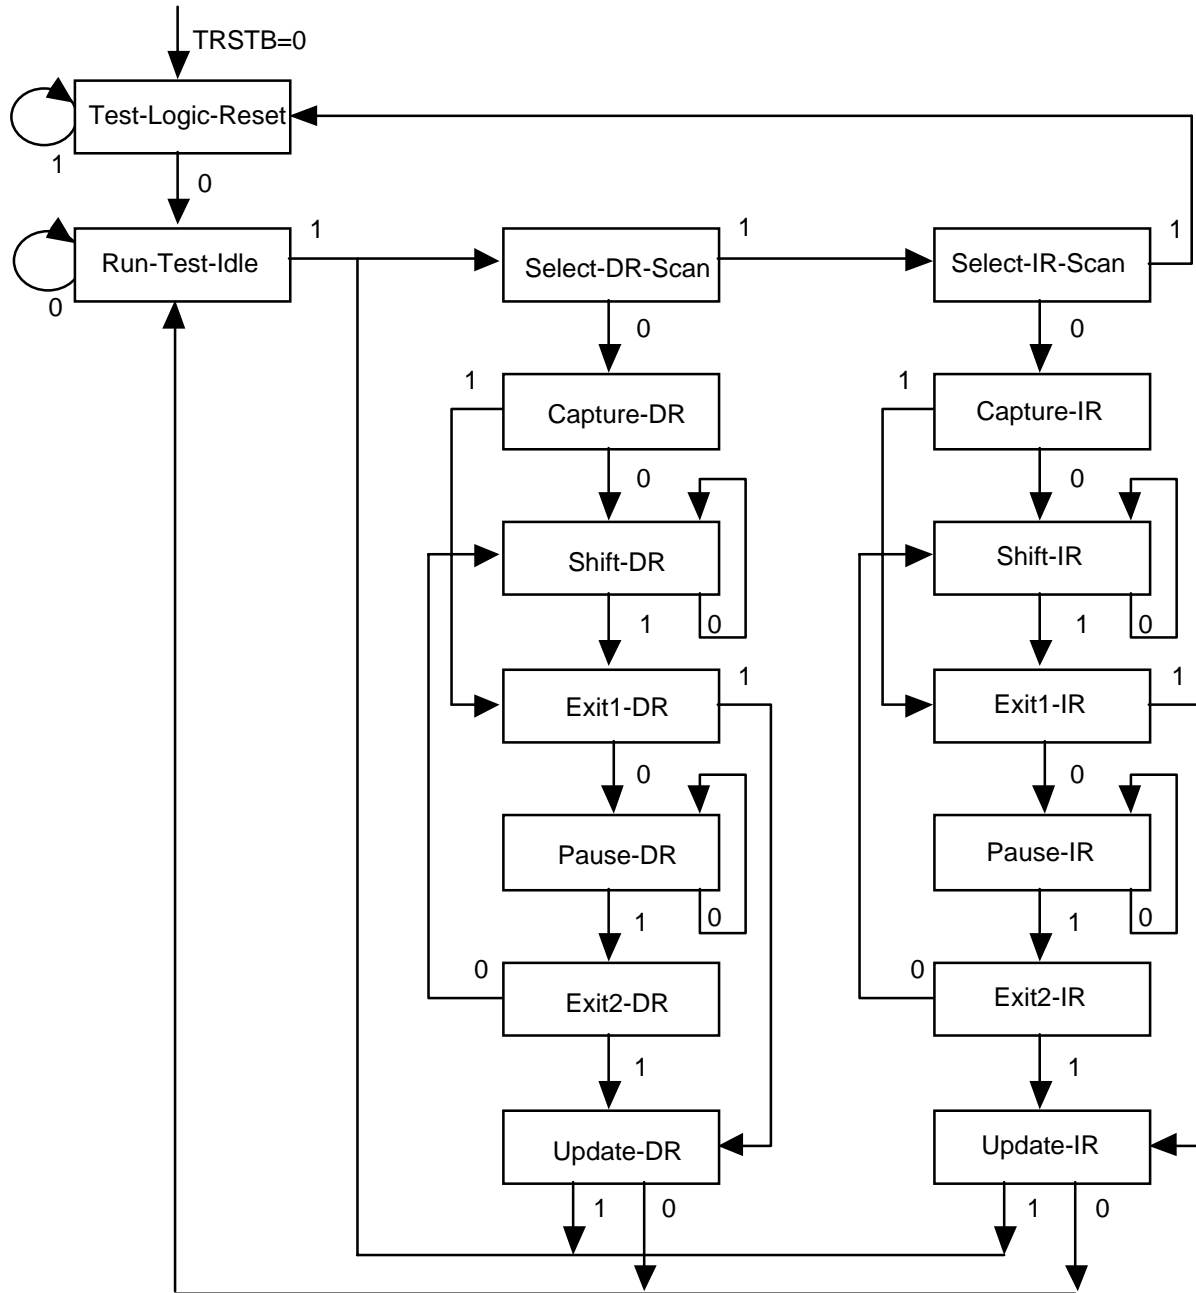 TRSTB=0
Test-Logic-Reset
1
0
Run-Test-Idle
1
0
Select-DR-Scan
1
Select-IR-Scan
1
0
0
1
Capture-DR
1
Capture-IR
0
0
Shift-DR
Shift-IR
1
0
1
0
Exit1-DR
1
Exit1-IR
1
0
0
Pause-DR
Pause-IR
1
0
1
0
0
Exit2-DR
0
Exit2-IR
1
1
Update-DR
Update-IR
1
0
1
0